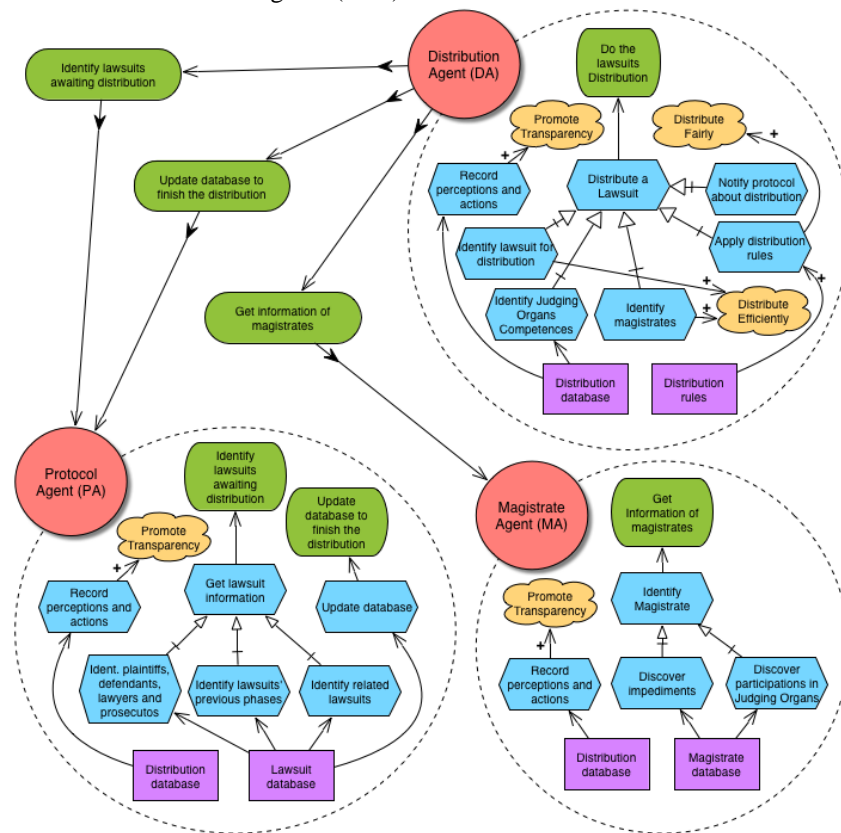 Distribution
Agent (DA)
Identify lawsuits
awaiting distribution
Update database to
finish the distribution
Get information of
magistrates
Do the
lawsuits
Distribution
Promote
Transparency
Distribute
Fairly
Record
perceptions and
actions
Distribute a
Lawsuit
Notify protocol
about distribution
Identify lawsuit for
distribution
Apply distribution
rules
Identify Judging
Organs
Competences
Identify
magistrates
Distribute
Efficiently
Distribution
database
Distribution
rules
Protocol
Agent (PA)
Identify
lawsuits
awaiting
distribution
Update
database to
finish the
distribution
Promote
Transparency
Record
perceptions and
actions
Get lawsuit
information
Update database
Ident. plaintiffs,
defendants,
lawyers and
prosecutos
Identify lawsuits'
previous phases
Identify related
lawsuits
Distribution
database
Lawsuit
database
Magistrate
Agent (MA)
Get
Information of
magistrates
Promote
Transparency
Identify
Magistrate
Record
perceptions and
actions
Discover
impediments
Discover
participations in
Judging Organs
Distribution
database
Magistrate
database